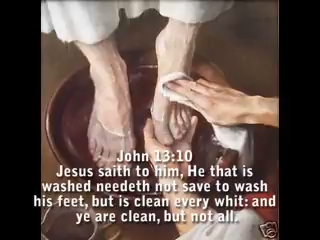 John 13:10
Jesus saith to him, He that is
washed needeth not save to wash
his feet, but is clean every whit: and
ye are clean, but not all.